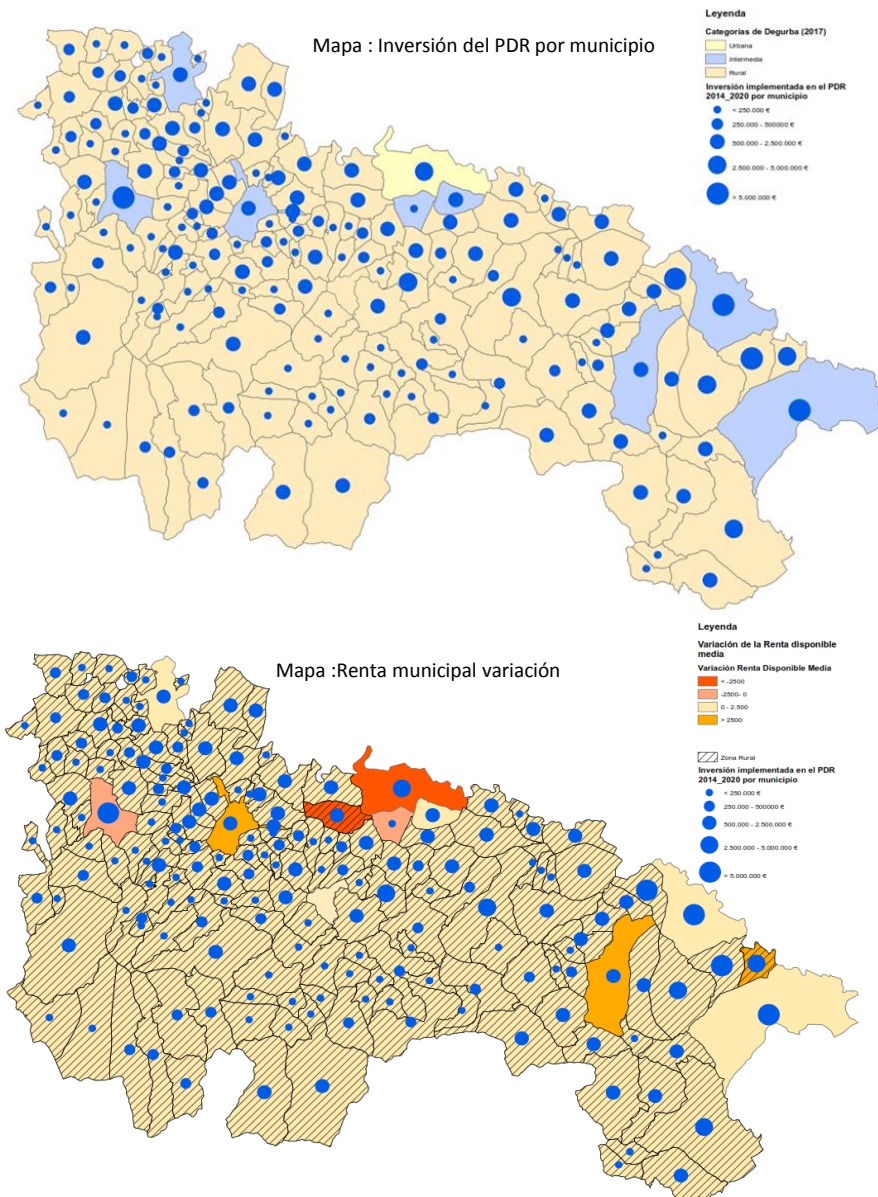 Mapa : Inversión del PDR por municipio
Leyenda
Categorías de Degurba (2017)
Urbana
Intermedia
Rural
Inversión implementada en el PDR
2014_2020 por municipio
< 250.000 €
250.000 - 500000 €
500.000 - 2.500.000 €
2.500.000 - 5.000.000 €
> 5.000.000 €
Mapa :Renta municipal variación
Leyenda
Variación de la Renta disponible
media
Variación Renta Disponible Media
< -2500
-2500- 0
0 - 2.500
> 2500
Zona Rural
Inversión implementada en el PDR
2014_2020 por municipio
< 250.000 €
250.000 - 500000 €
500.000 - 2.500.000 €
2.500.000 - 5.000.000 €
> 5.000.000 €